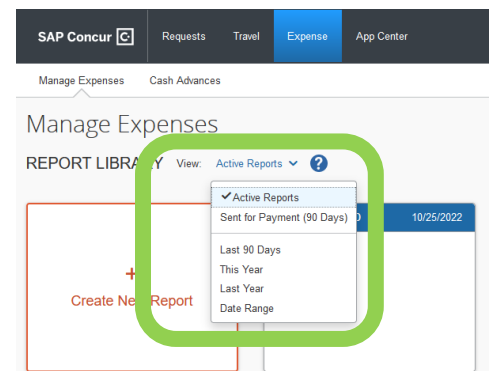 SAP Concur C Requests Travel Expense App Center
Manage Expenses Cash Advances
Manage Expenses
REPORT LIBRARY View: Active Reports ?
✓Active Reports
Sent for Payment (90 Days)
10/25/2022
Last 90 Days
This Year
Last Year
Date Range
+
Create New Report